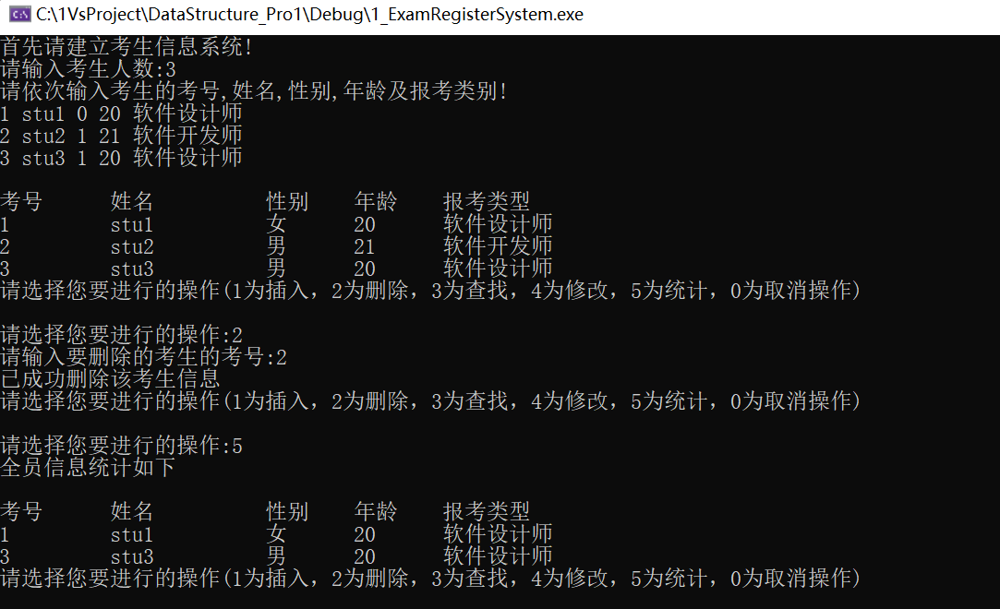 C:\1VsProject\DataStructure_Pro1\Debug\1_ExamRegisterSystem.exe
首先请建立考生信息系统!
请输入考生人数:3
请依次输入考生的考号,姓名,性别,年龄及报考类别!
1 stu1 0 20 软件设计师
2 stu2 1 21 软件开发师
3 stu3 1 20 软件设计师
考号 姓名 性别 年龄 报考类型
1 stu1 女 20 软件设计师
2 stu2 男 21 软件开发师
3 stu3 男 20 软件设计师
请选择您要进行的操作(1为插入，2为删除，3为查找，4为修改，5为统计，0为取消操作)
请选择您要进行的操作:2
请输入要删除的考生的考号:2
已成功删除该考生信息
请选择您要进行的操作(1为插入，2为删除，3为查找，4为修改，5为统计，0为取消操作)
请选择您要进行的操作:5
全员信息统计如下
考号 姓名 性别 年龄 报考类型
1 stu1 女 20 软件设计师
3 stu3 男 20 软件设计师
请选择您要进行的操作(1为插入，2为删除，3为查找，4为修改，5为统计，0为取消操作)